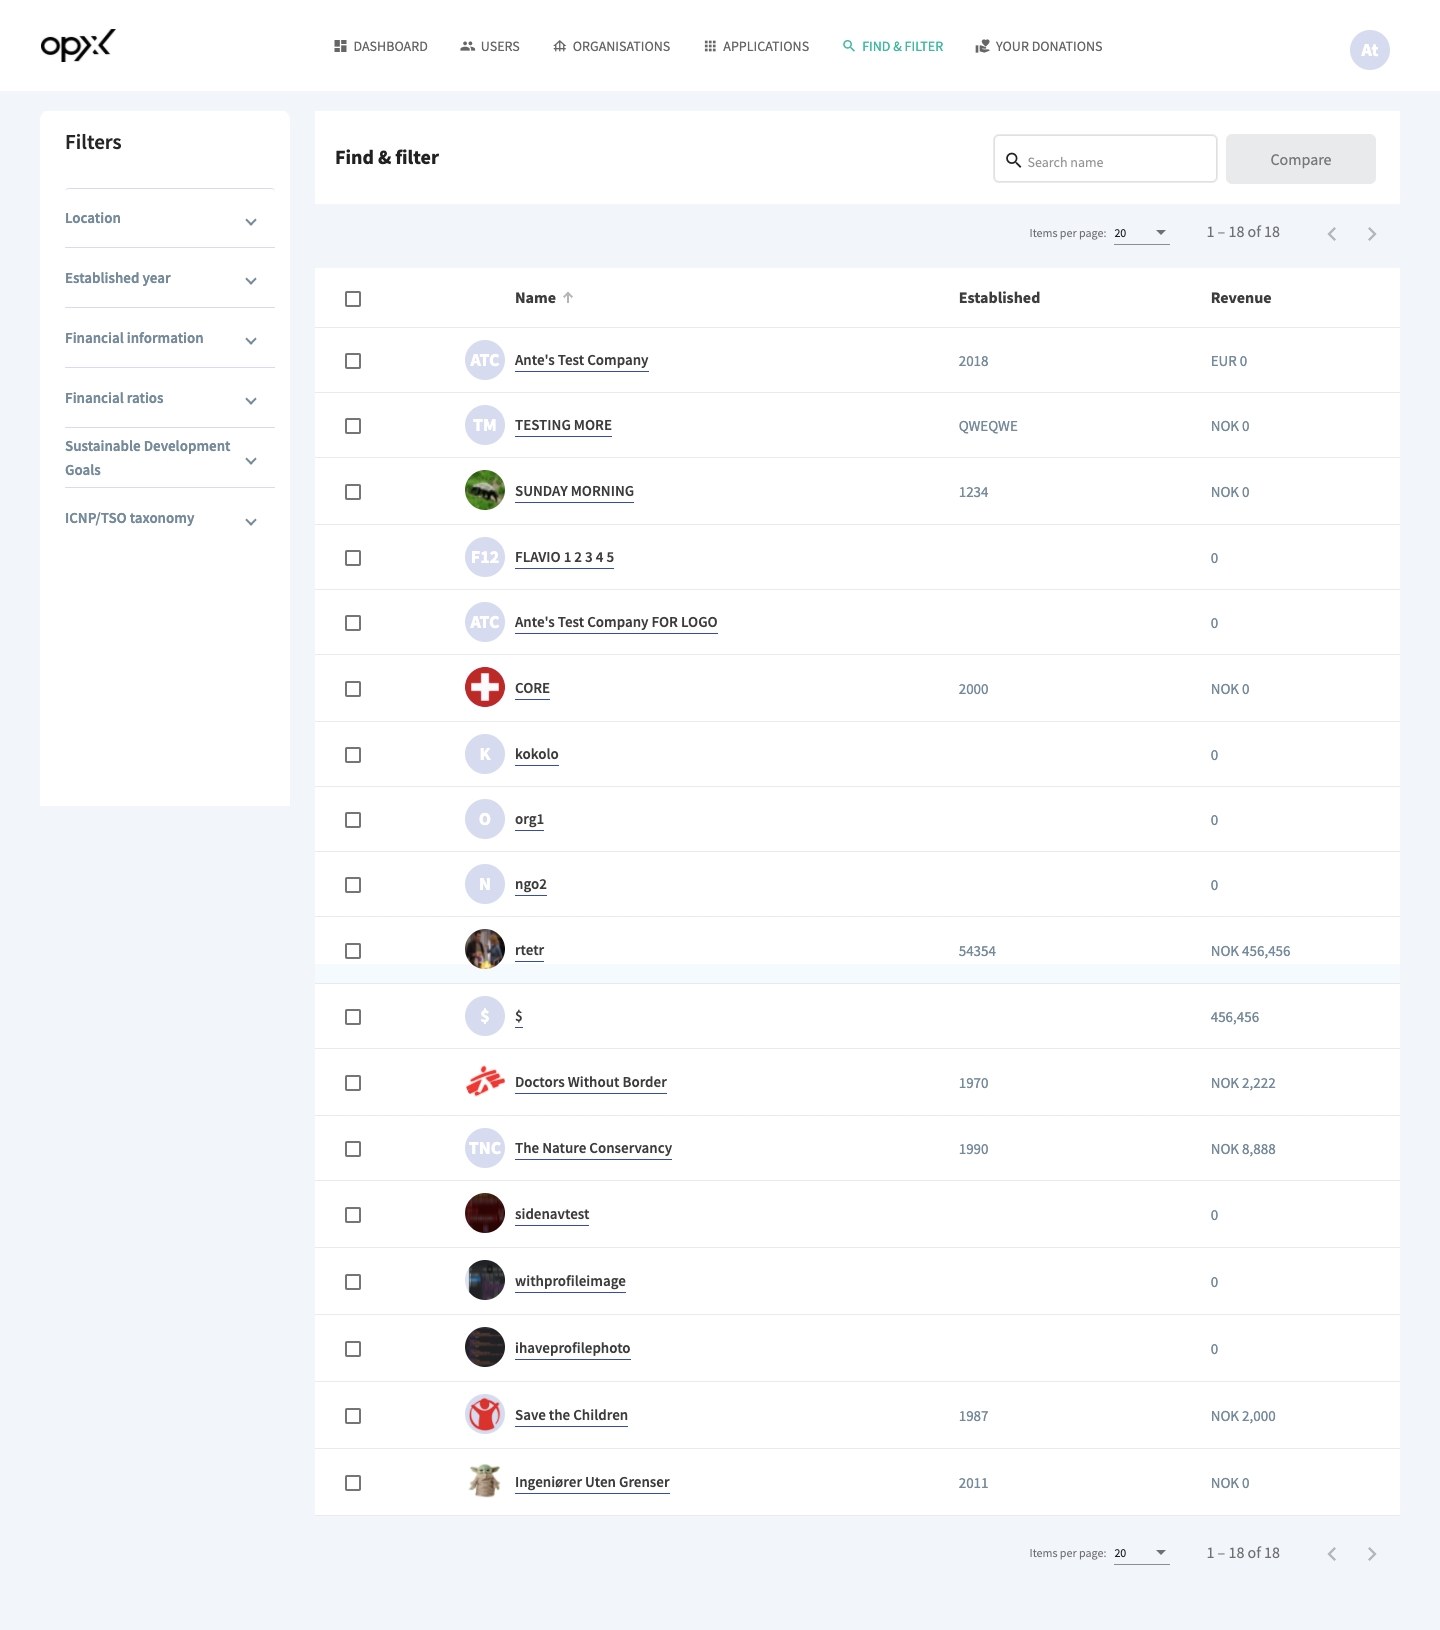 opx
DASHBOARD USERS ORGANISATIONS APPLICATIONS FIND & FILTER YOUR DONATIONS At
Filters
Location
Established year
Financial information
Financial ratios
Sustainable Development
Goals
ICNP/TSO taxonomy
Find & filter Search name Compare
Items per page: 20 1 – 18 of 18
Name Established Revenue
ATC Ante's Test Company 2018 EUR 0
TM TESTING MORE QWEQWE NOK 0
SUNDAY MORNING 1234 NOK 0
F12 FLAVIO 1 2 3 4 5 0
ATC Ante's Test Company FOR LOGO 0
CORE 2000 NOK 0
K kokolo 0
O org1 0
N ngo2 0
rtetr 54354 NOK 456,456
$ $ 456,456
Doctors Without Border 1970 NOK 2,222
TNC The Nature Conservancy 1990 NOK 8,888
sidenavtest 0
withprofileimage 0
ihaveprofilephoto 0
Save the Children 1987 NOK 2,000
Ingeniører Uten Grenser 2011 NOK 0
Items per page: 20 1 – 18 of 18